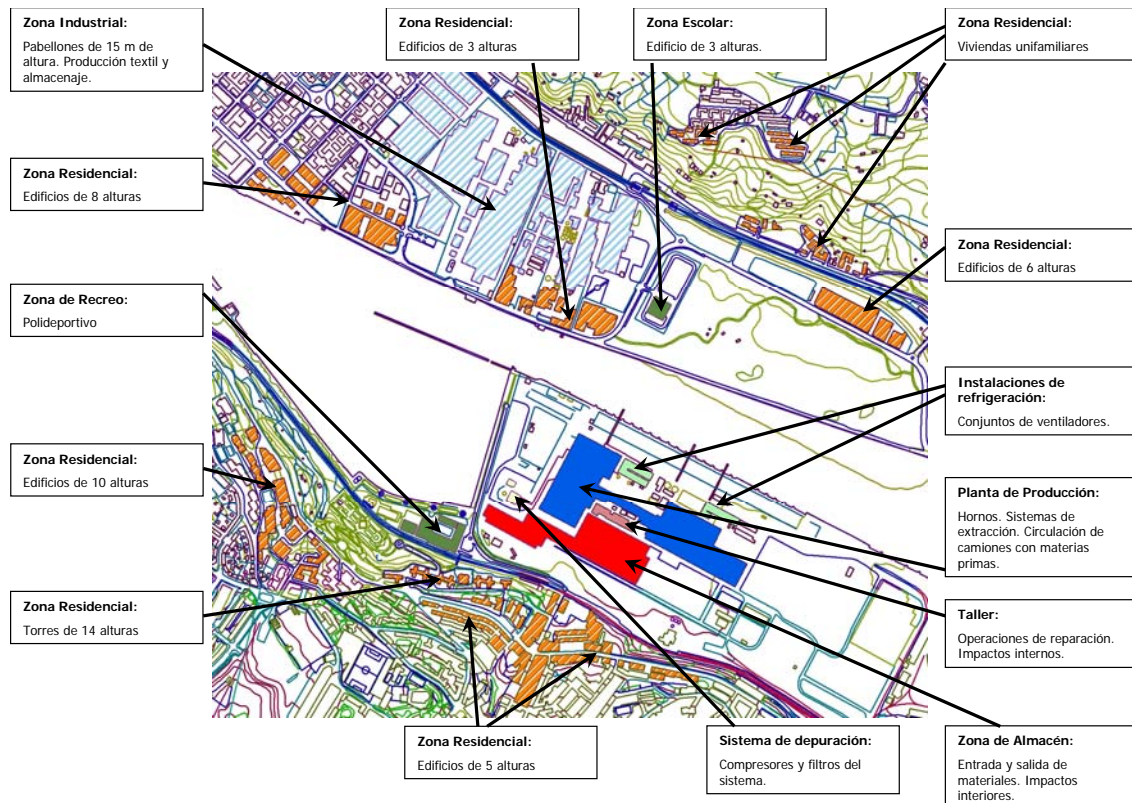 Zona Industrial:
Pabellones de 15 m de
altura. Producción textil y
almacenaje.
Zona Residencial:
Edificios de 3 alturas
Zona Escolar:
Edificio de 3 alturas.
Zona Residencial:
Viviendas unifamiliares
Zona Residencial:
Edificios de 8 alturas
Zona Residencial:
Edificios de 6 alturas
Zona de Recreo:
Polideportivo
Instalaciones de
refrigeración:
Conjuntos de ventiladores.
Zona Residencial:
Edificios de 10 alturas
Planta de Producción:
Hornos. Sistemas de
extracción. Circulación de
camiones con materias
primas.
Zona Residencial:
Torres de 14 alturas
Taller:
Operaciones de reparación.
Impactos internos.
Zona Residencial:
Edificios de 5 alturas
Sistema de depuración:
Compresores y filtros del
sistema.
Zona de Almacén:
Entrada y salida de
materiales. Impactos
interiores.